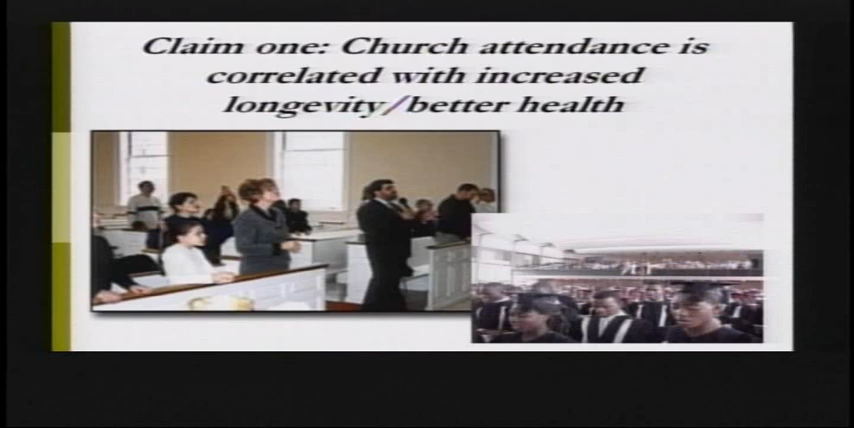 Claim one: Church attendance is
correlated with increased
longevity/better health